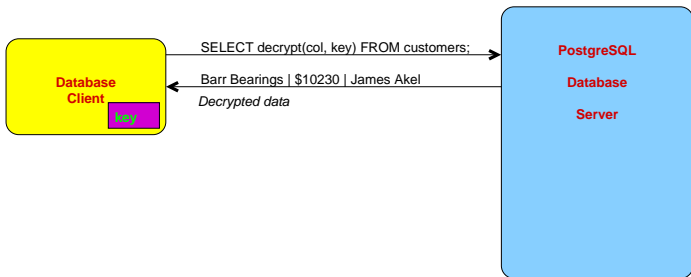 SELECT decrypt(col, key) FROM customers;
PostgreSQL
Database
Client
Barr Bearings | $10230 | James Akel
Database
Decrypted data
key
Server